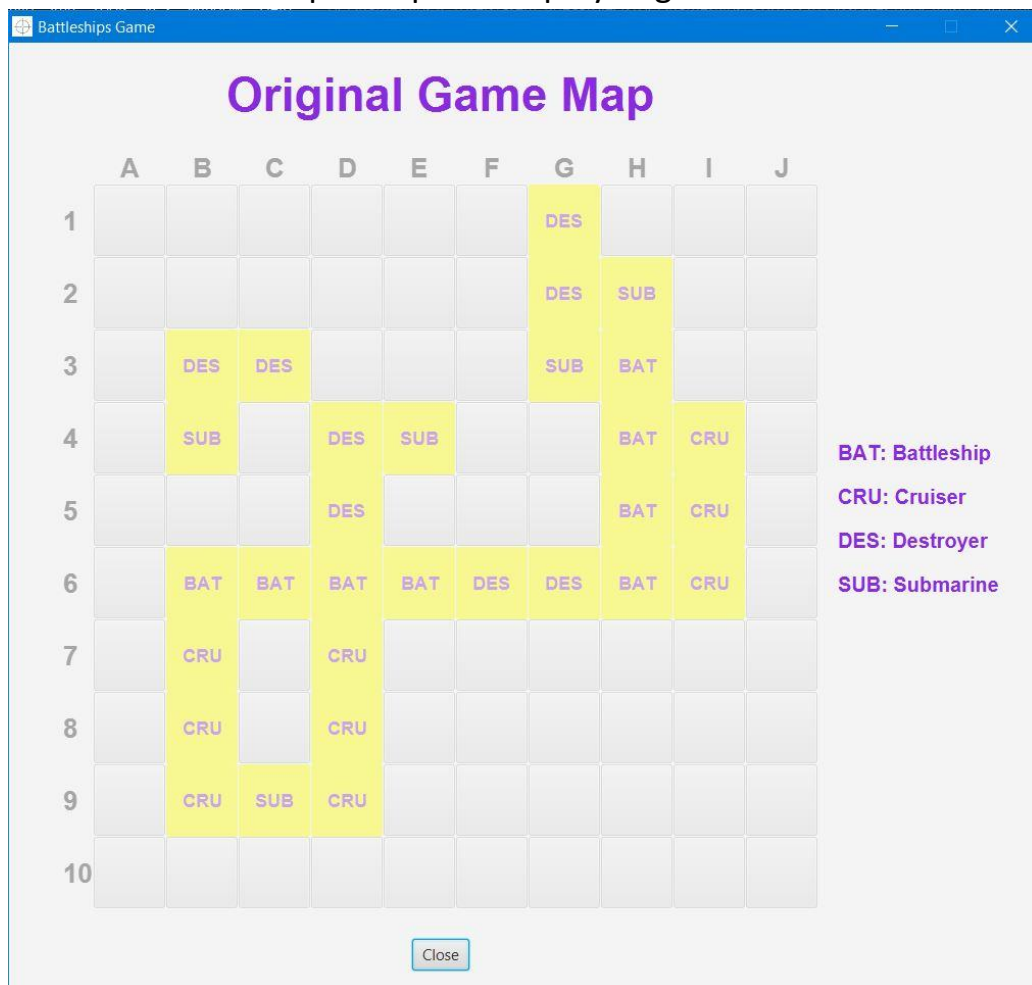 Battleships Game
Original Game Map
A B C D E F G H I J
1 DES
2 DES SUB
3 DES DES SUB BAT
4 SUB DES SUB BAT CRU
5 DES BAT CRU
6 BAT BAT BAT BAT DES DES BAT CRU
7 CRU CRU
8 CRU CRU
9 CRU SUB CRU
10
BAT: Battleship
CRU: Cruiser
DES: Destroyer
SUB: Submarine
Close